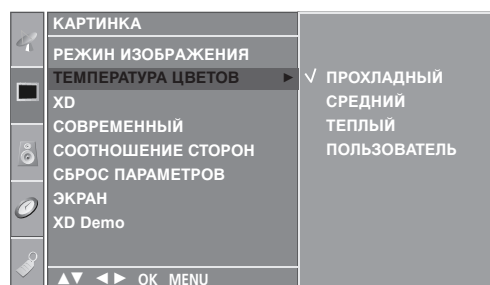 КАРТИНКА
РЕЖИН ИЗОБРАЖЕНИЯ
ТЕМПЕРАТУРА ЦВЕТОВ ►
XD
СОВРЕМЕННЫЙ
СООТНОШЕНИЕ СТОРОН
СБРОС ПАРАМЕТРОВ
ЭКРАН
XD Demo
▲▼ ◄► OK MENU
√ ПРОХЛАДНЫЙ
СРЕДНИЙ
ТЕПЛЫЙ
ПОЛЬЗОВАТЕЛЬ